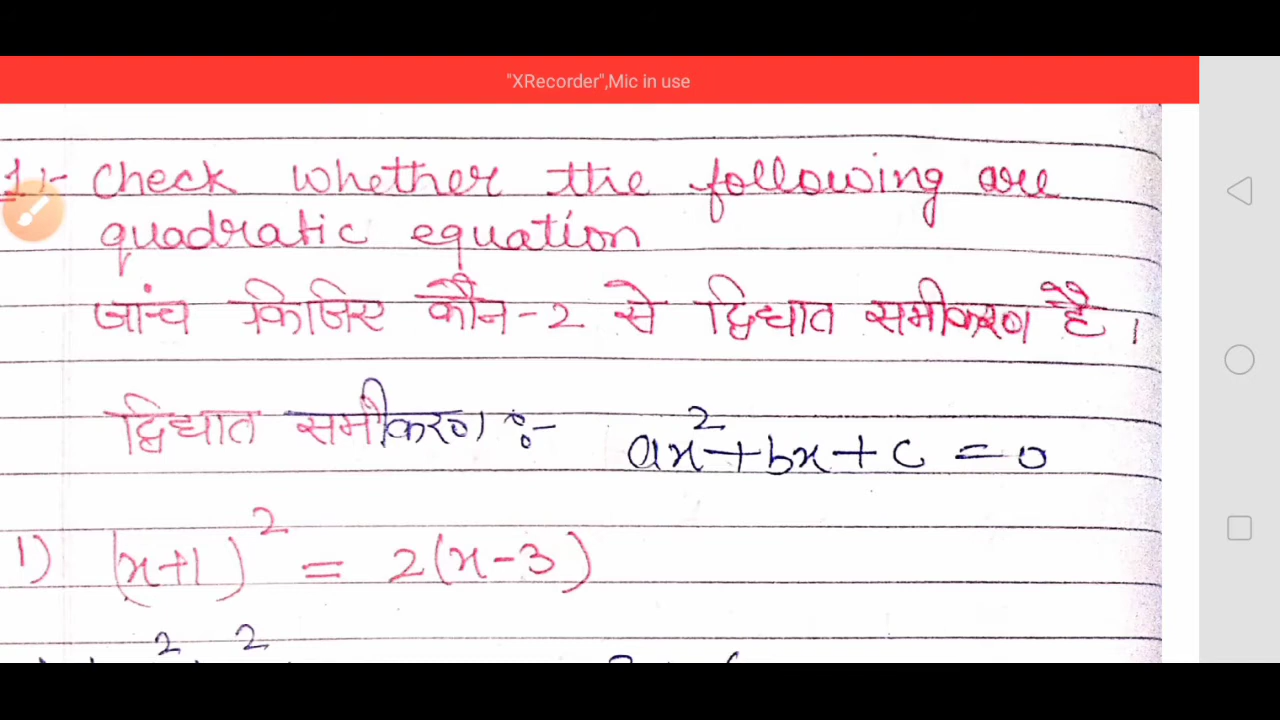 "XRecorder",Mic in use
1:- Check whether the following are
quadratic equation
जांच किजिए कौन-2 से द्विघात समीकरण है।
द्विघात समीकरण :- ax²+bx+c = 0
1) (x+1)² = 2(x-3)